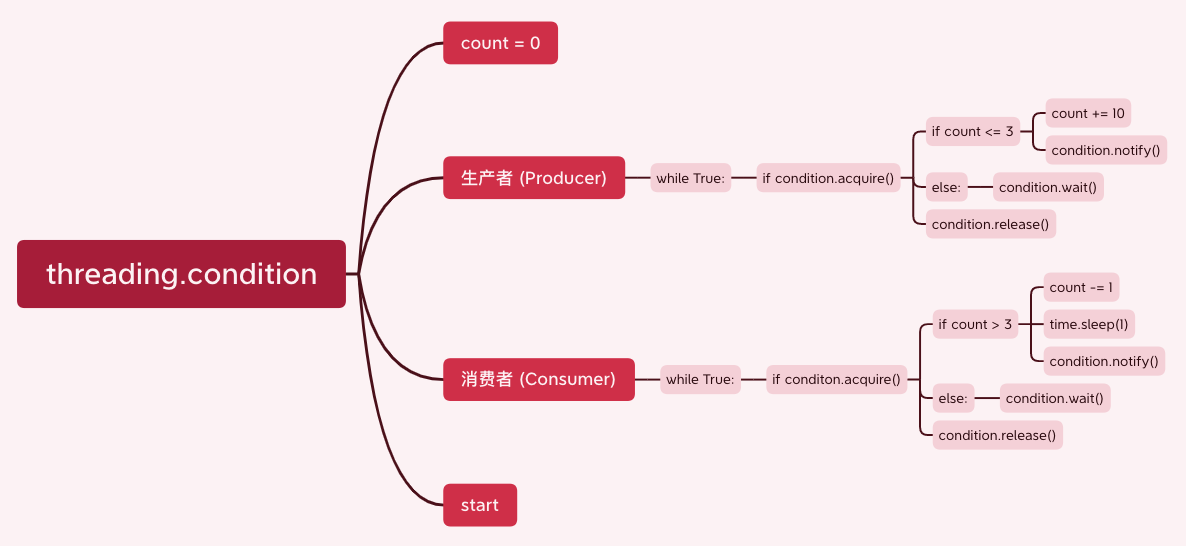 threading.condition
count = 0
生产者 (Producer)
while True:
if condition.acquire()
if count <= 3
count += 10
condition.notify()
else:
condition.wait()
condition.release()
消费者 (Consumer)
while True:
if conditon.acquire()
if count > 3
count -= 1
time.sleep(1)
condition.notify()
else:
condition.wait()
condition.release()
start